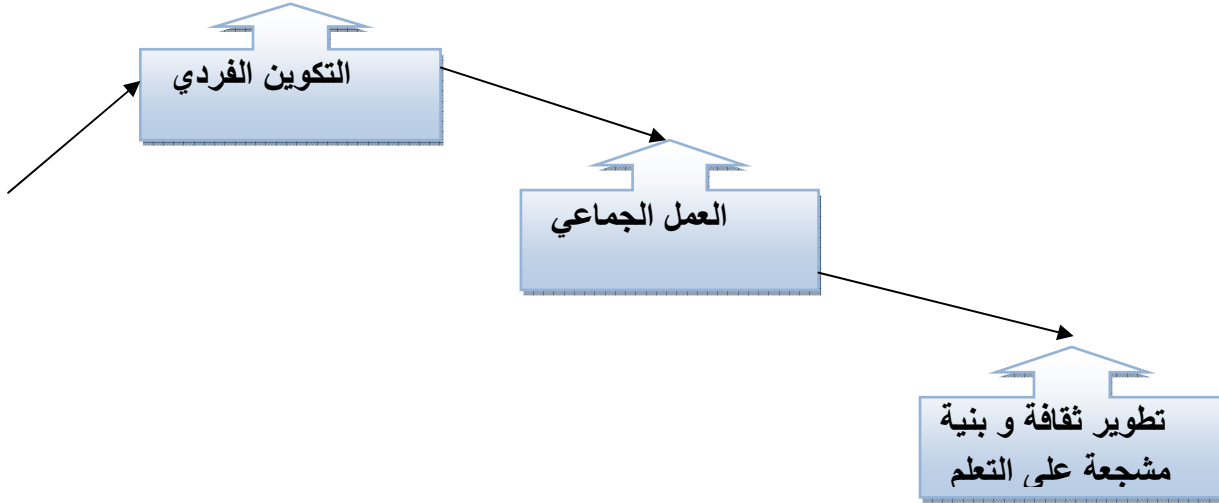 التكوين الفردي
العمل الجماعي
تطوير ثقافة و بنية
مشجعة على التعلم